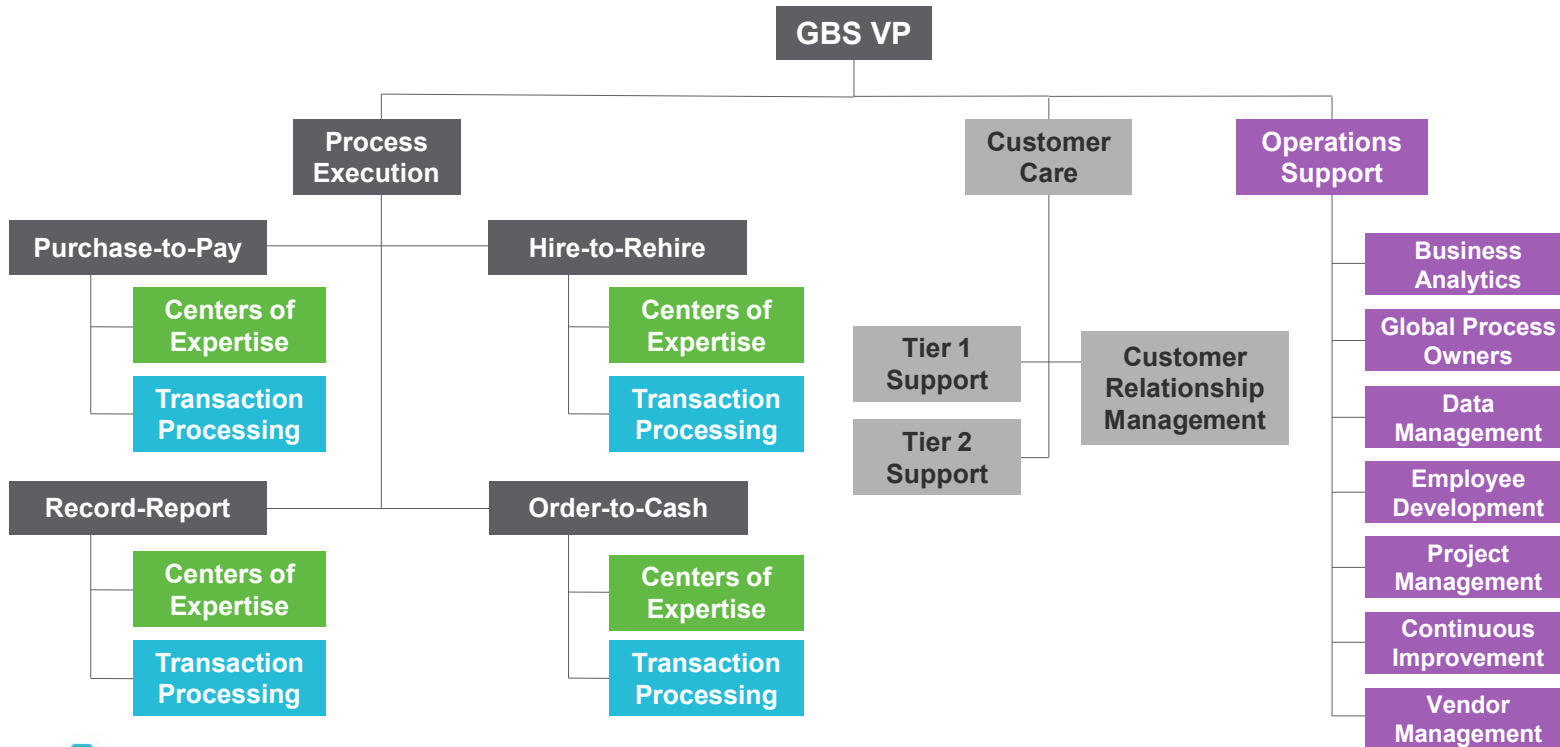 GBS VP
Process
Execution
Customer
Care
Operations
Support
Purchase-to-Pay
Hire-to-Rehire
Centers of
Expertise
Transaction
Processing
Centers of
Expertise
Transaction
Processing
Record-Report
Order-to-Cash
Centers of
Expertise
Transaction
Processing
Centers of
Expertise
Transaction
Processing
Tier 1
Support
Tier 2
Support
Customer
Relationship
Management
Business
Analytics
Global Process
Owners
Data
Management
Employee
Development
Project
Management
Continuous
Improvement
Vendor
Management